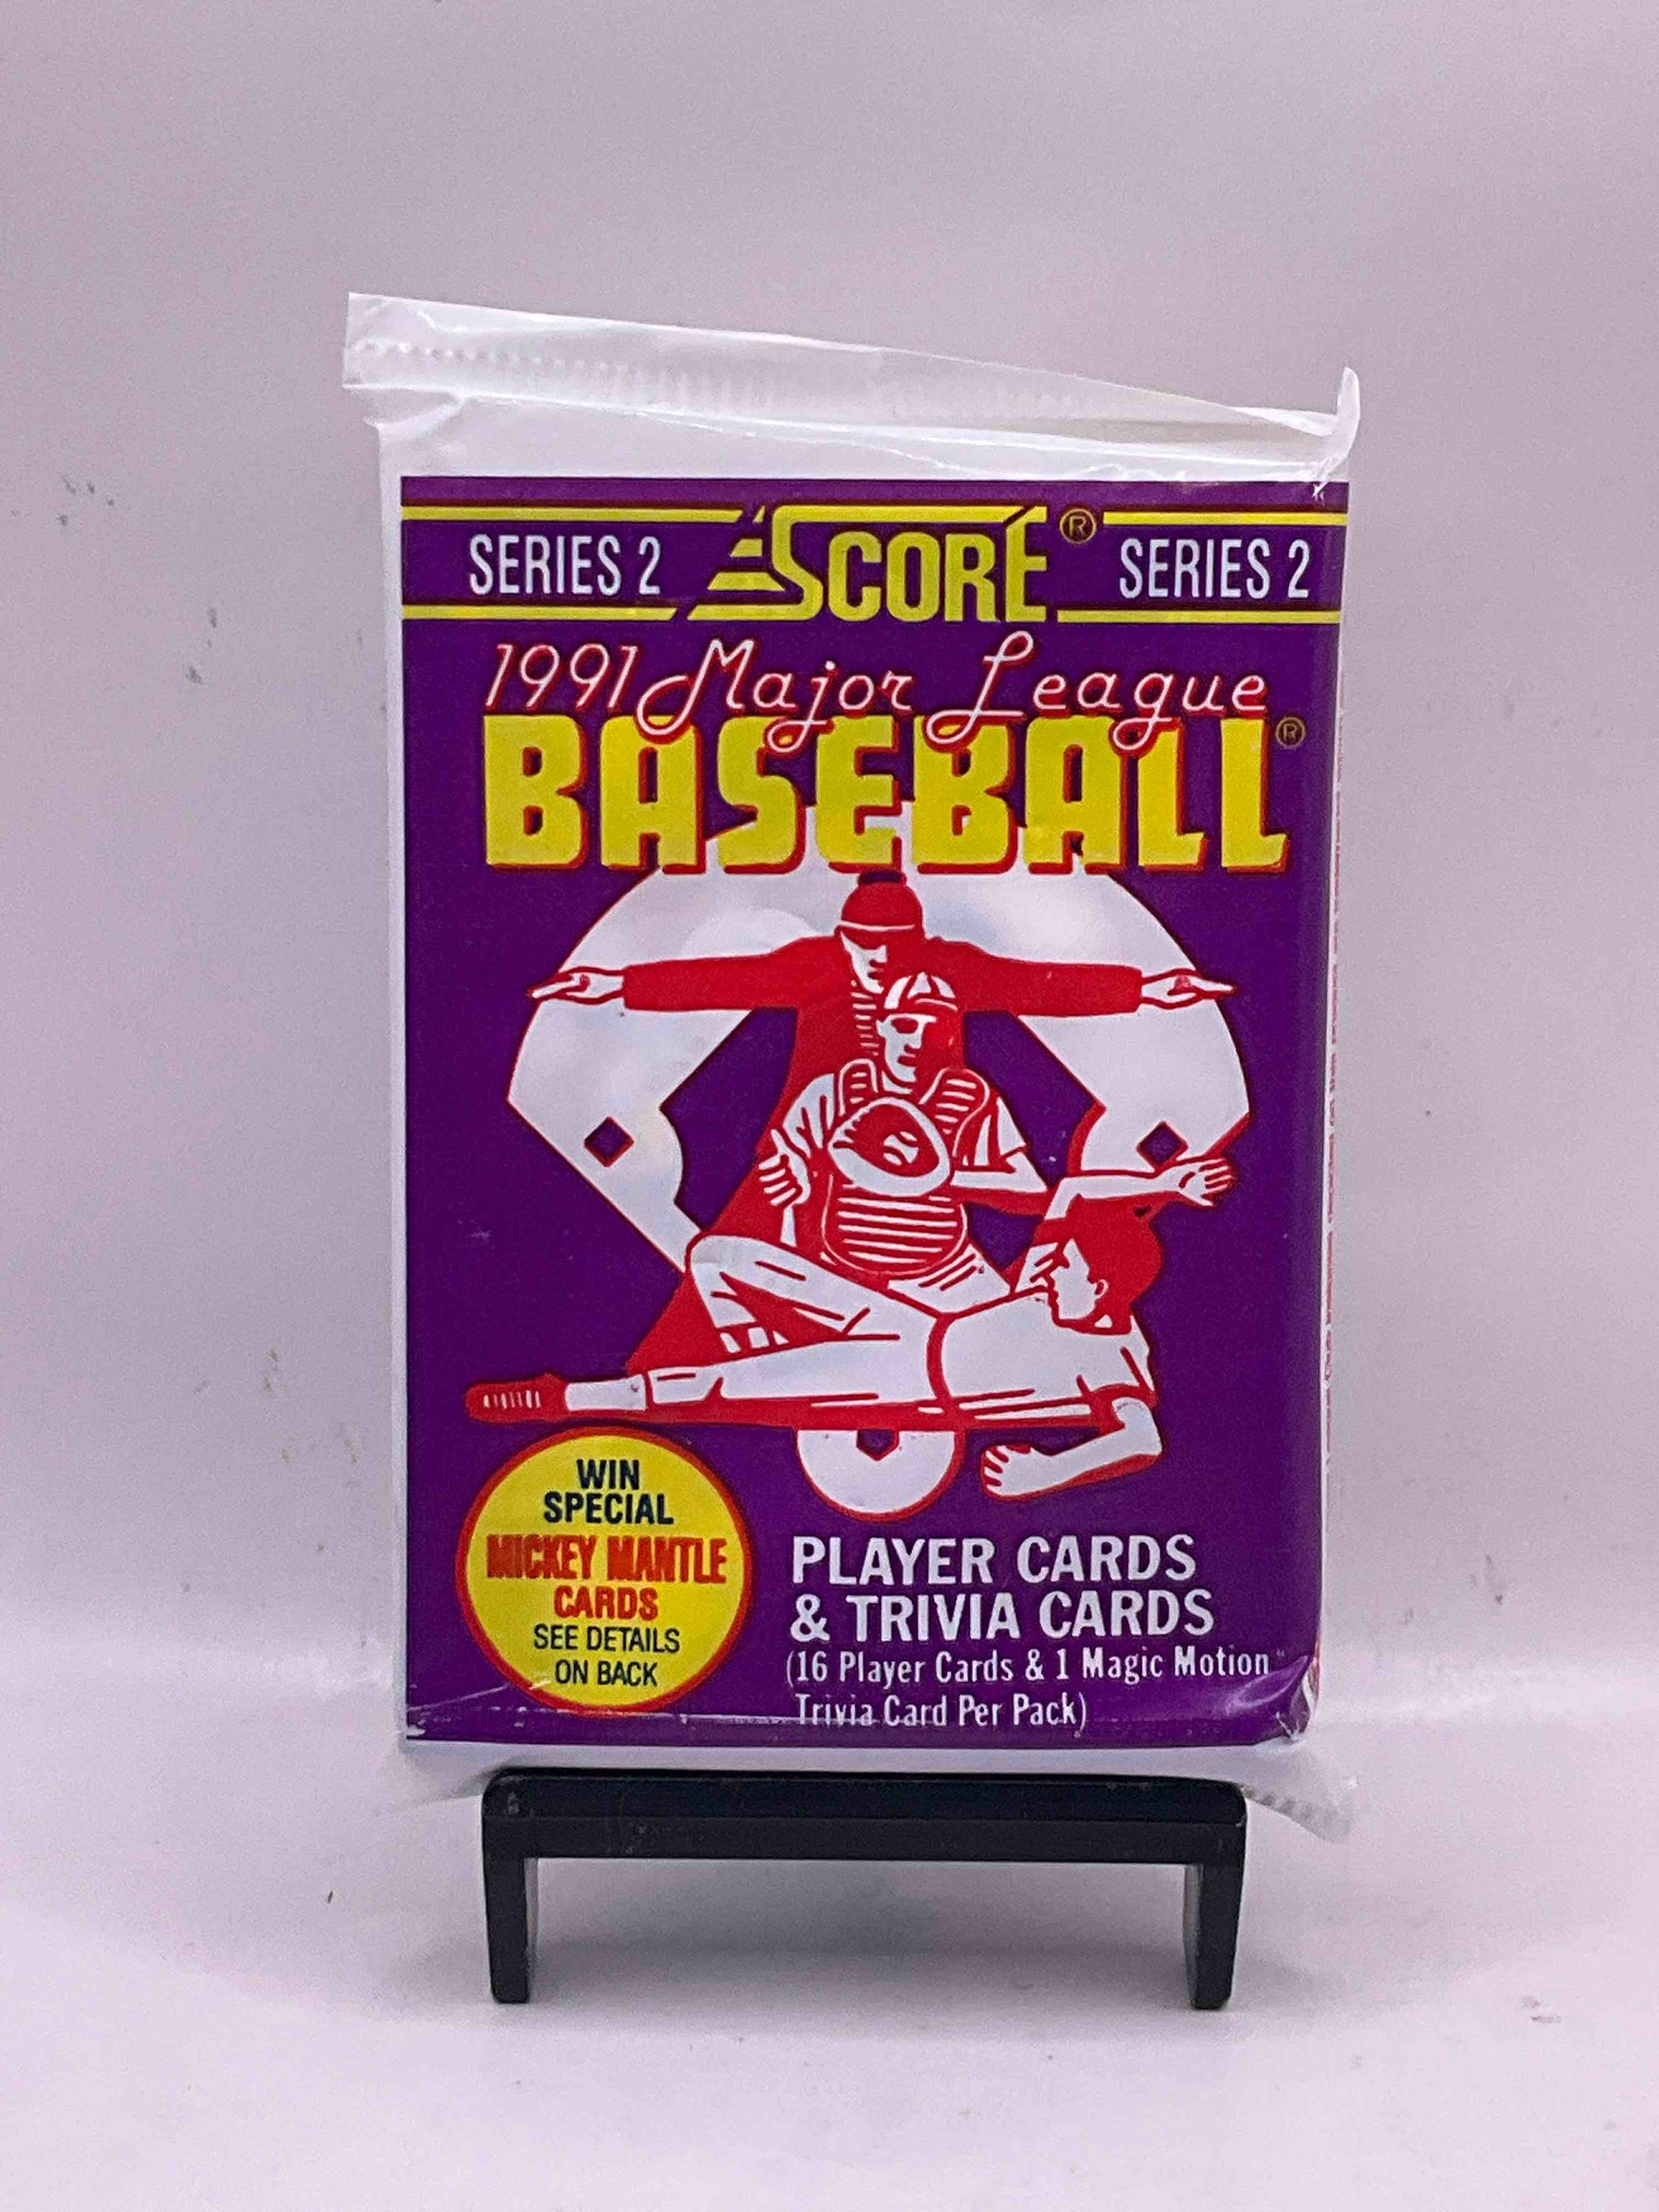 SERIES 2 SCORE® SERIES 2
1991 Major League
BASEBALL®
WIN
SPECIAL
MICKEY MANTLE
CARDS
SEE DETAILS
ON BACK
PLAYER CARDS
& TRIVIA CARDS
(16 Player Cards & 1 Magic Motion™
Trivia Card Per Pack)